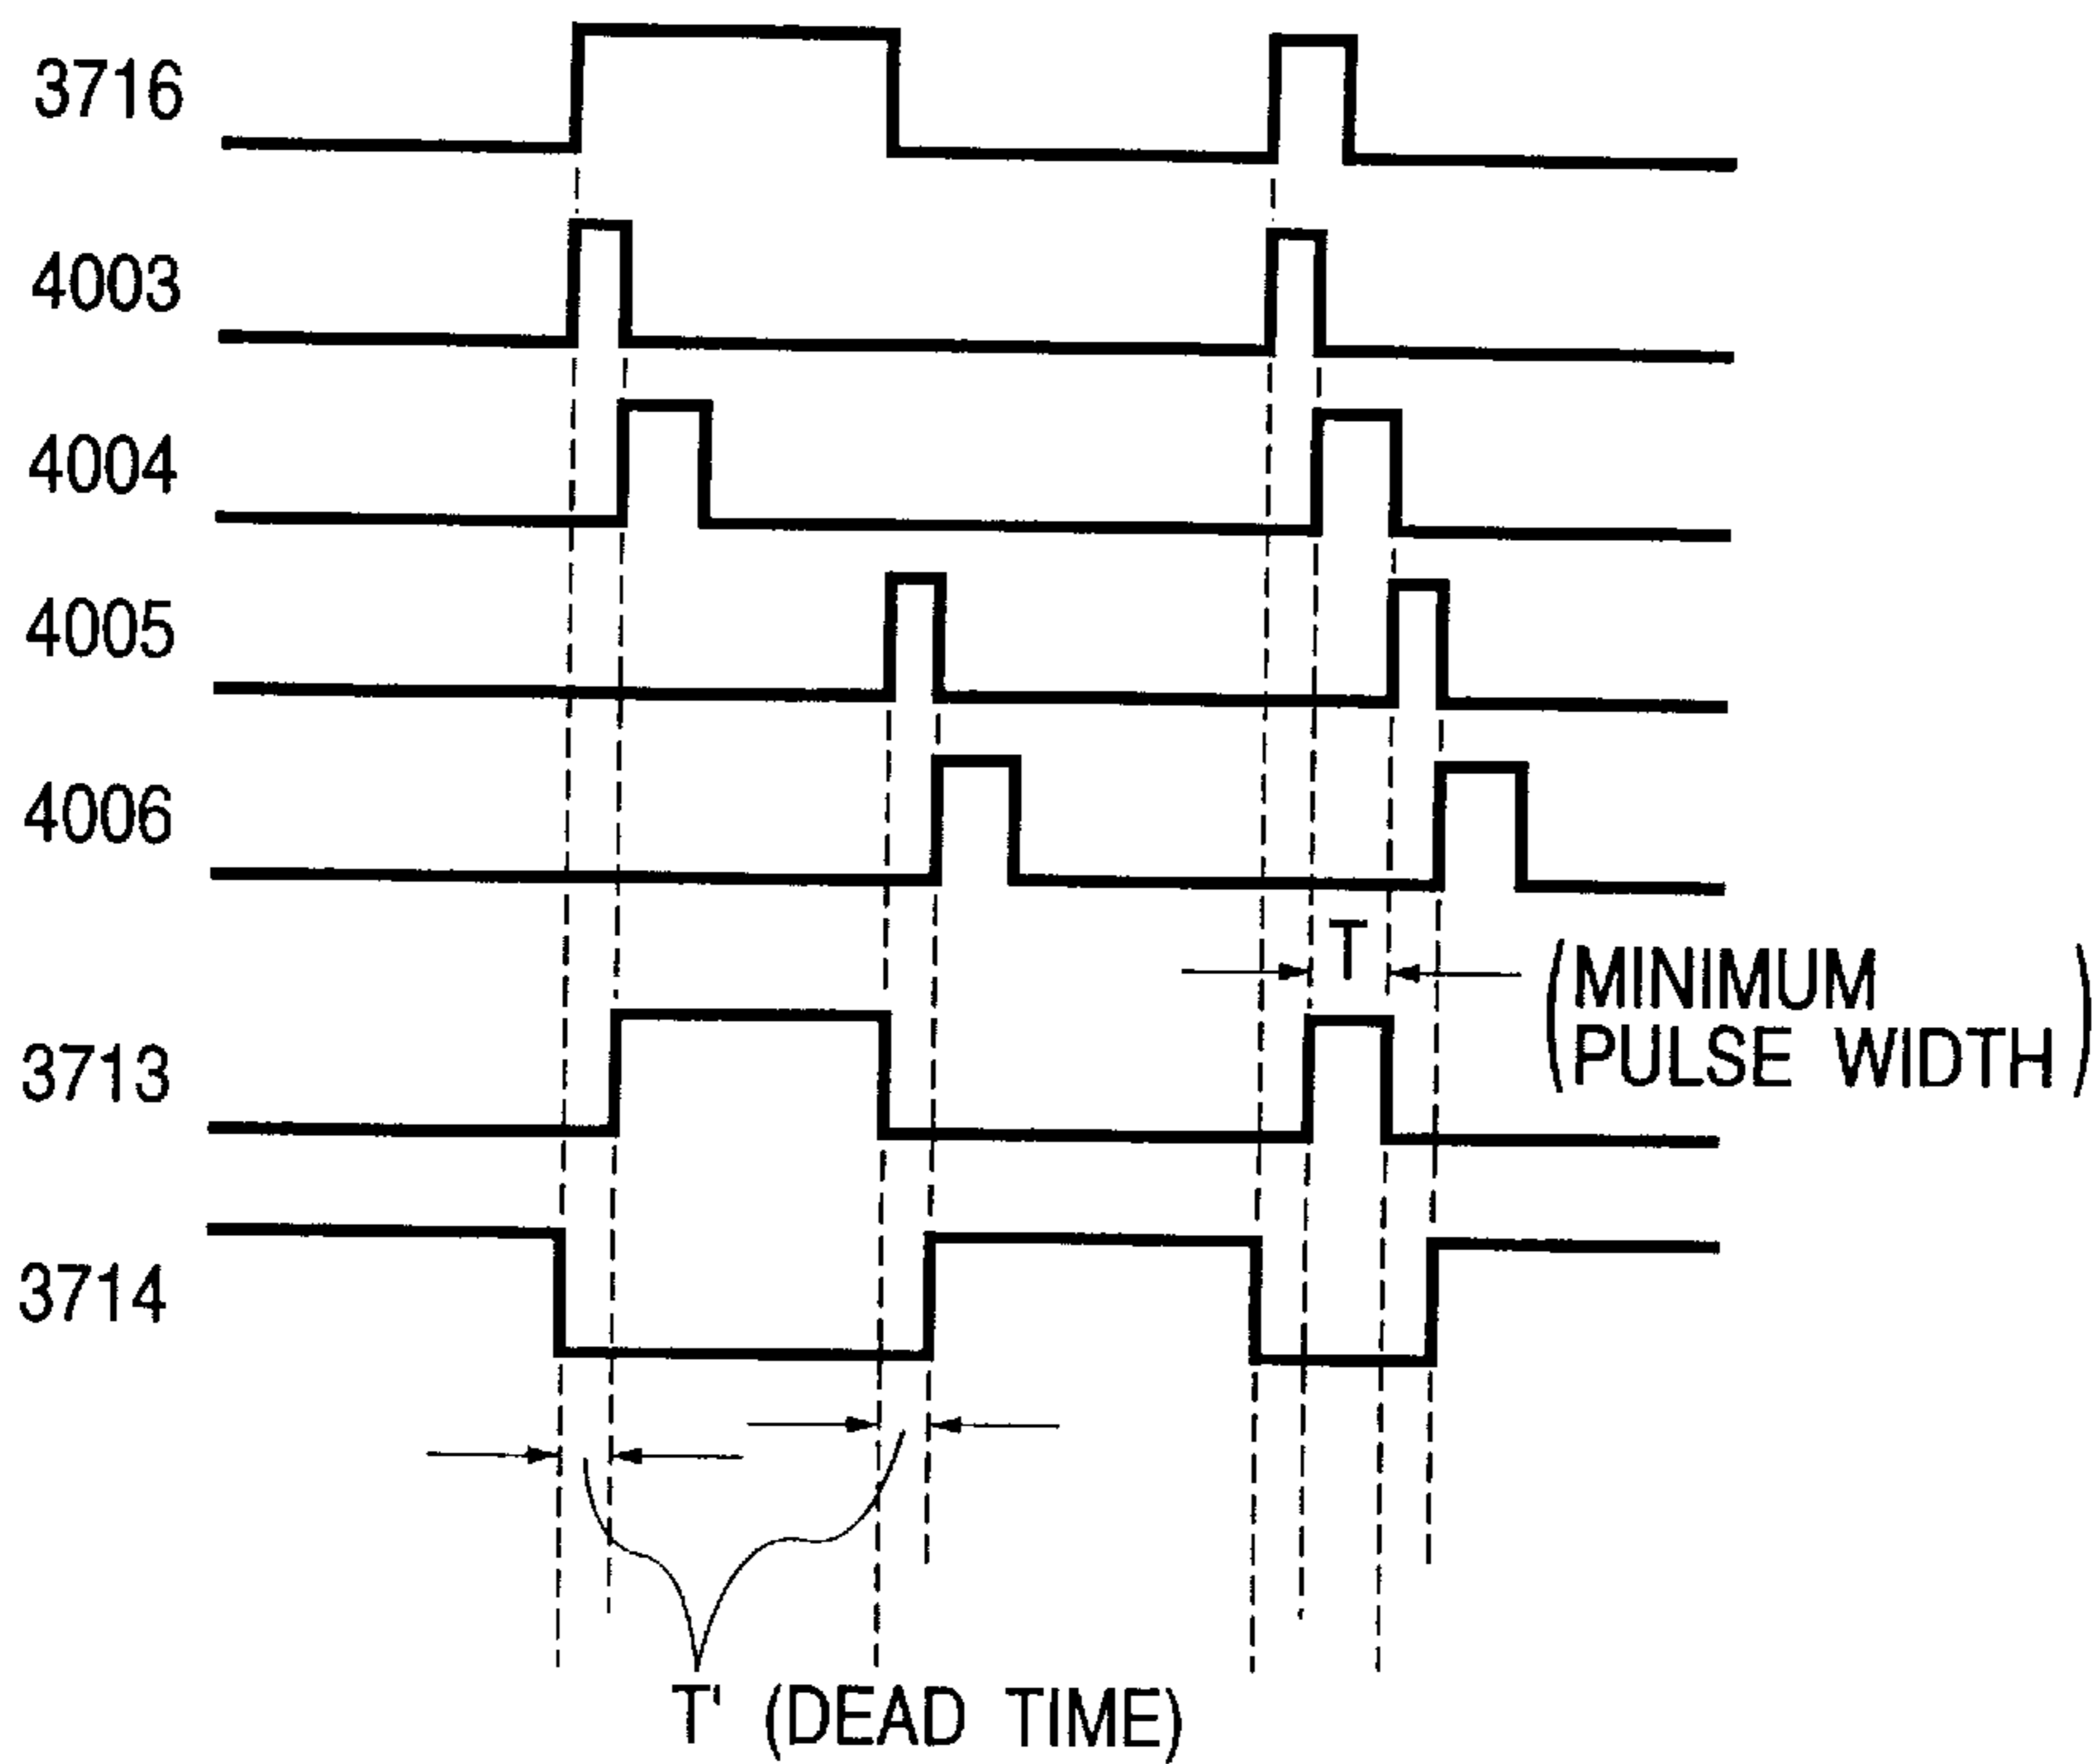 3716
4003
4004
4005
4006
T
(MINIMUM
PULSE WIDTH)
3713
3714
T' (DEAD TIME)